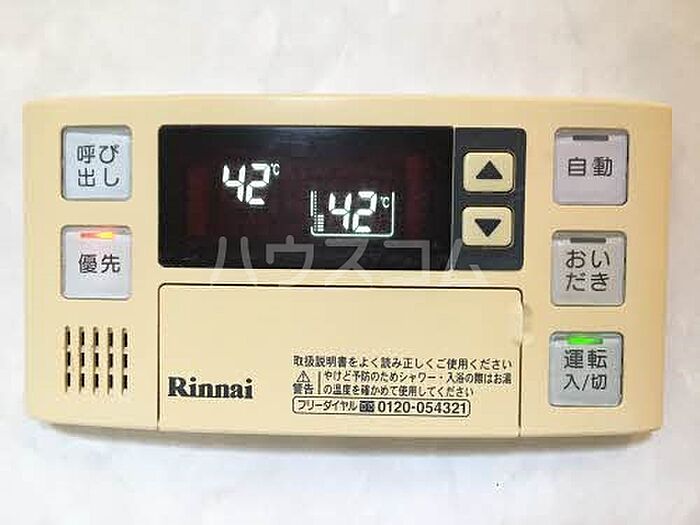 呼び
出し
優先
42℃
42℃
自動
おい
だき
運転
入/切
ハウスコム
Rinnai
取扱説明書をよく読み正しくご使用ください
警告
やけど予防のためシャワー・入浴の際はお湯
の温度を確かめて使用してください
フリーダイヤル 0120-054321